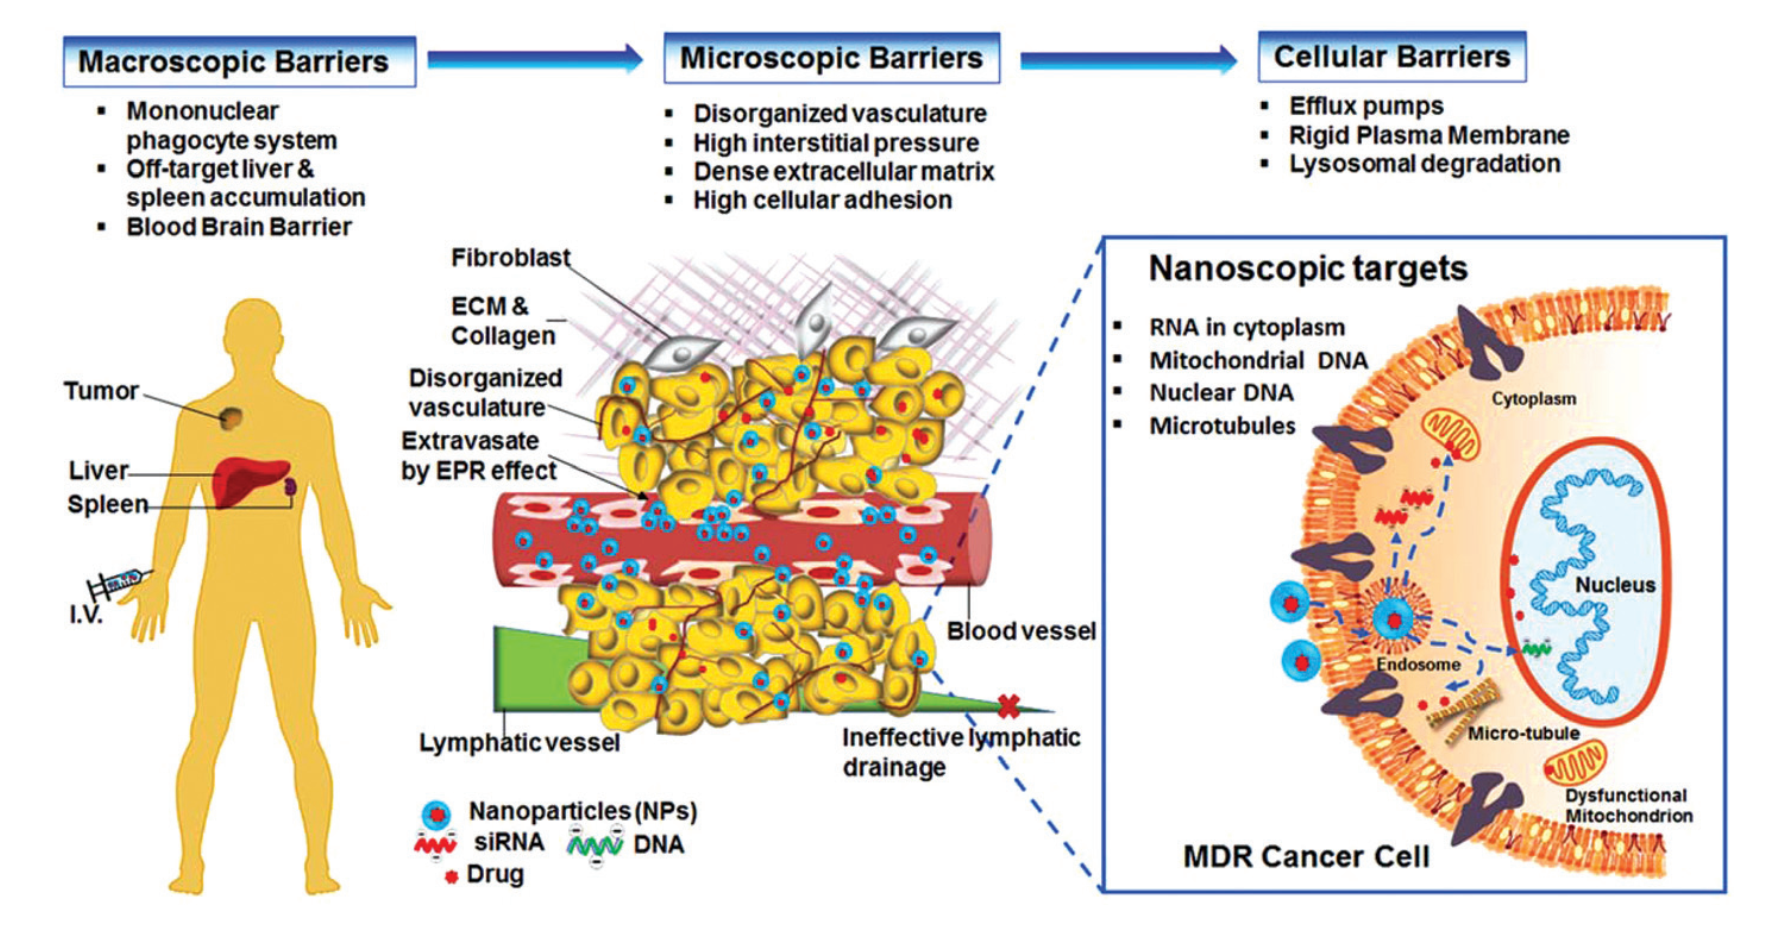 Macroscopic Barriers
Mononuclear
phagocyte system
Off-target liver &
spleen accumulation
Blood Brain Barrier
Microscopic Barriers
Disorganized vasculature
High interstitial pressure
Dense extracellular matrix
High cellular adhesion
Cellular Barriers
Efflux pumps
Rigid Plasma Membrane
Lysosomal degradation
Tumor
Liver
Spleen
I.V.
Fibroblast
ECM &
Collagen
Disorganized
vasculature
Extravasate
by EPR effect
Blood vessel
Lymphatic vessel
Ineffective lymphatic
drainage
Nanoparticles (NPs)
siRNA
DNA
Drug
Nanoscopic targets
RNA in cytoplasm
Mitochondrial DNA
Nuclear DNA
Microtubules
Cytoplasm
Nucleus
Endosome
Micro-tubule
Dysfunctional
Mitochondrion
MDR Cancer Cell